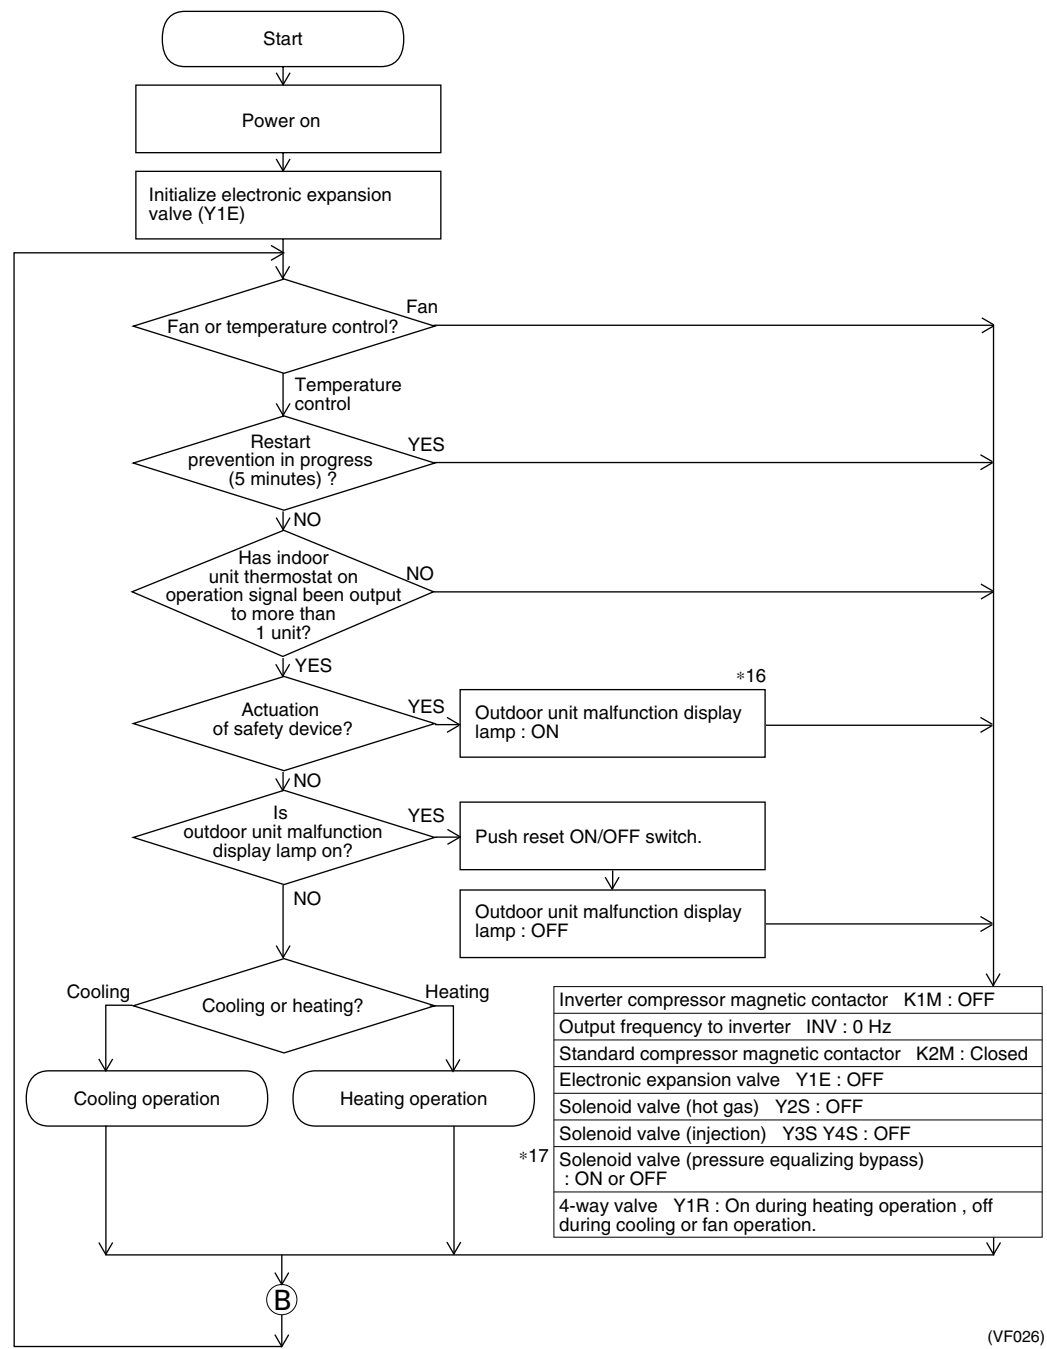 Start
Power on
Initialize electronic expansion
valve (Y1E)
Fan or temperature control?
Fan
Temperature
control
Restart
prevention in progress
(5 minutes) ?
YES
NO
Has indoor
unit thermostat on
operation signal been output
to more than
1 unit?
NO
YES
Actuation
of safety device?
YES
*16
Outdoor unit malfunction display
lamp : ON
NO
Is
outdoor unit malfunction
display lamp on?
YES
Push reset ON/OFF switch.
Outdoor unit malfunction display
lamp : OFF
NO
Cooling or heating?
Cooling
Heating
Cooling operation
Heating operation
Inverter compressor magnetic contactor K1M : OFF
Output frequency to inverter INV : 0 Hz
Standard compressor magnetic contactor K2M : Closed
Electronic expansion valve Y1E : OFF
Solenoid valve (hot gas) Y2S : OFF
Solenoid valve (injection) Y3S Y4S : OFF
*17
Solenoid valve (pressure equalizing bypass)
: ON or OFF
4-way valve Y1R : On during heating operation , off
during cooling or fan operation.
B
(VF026)